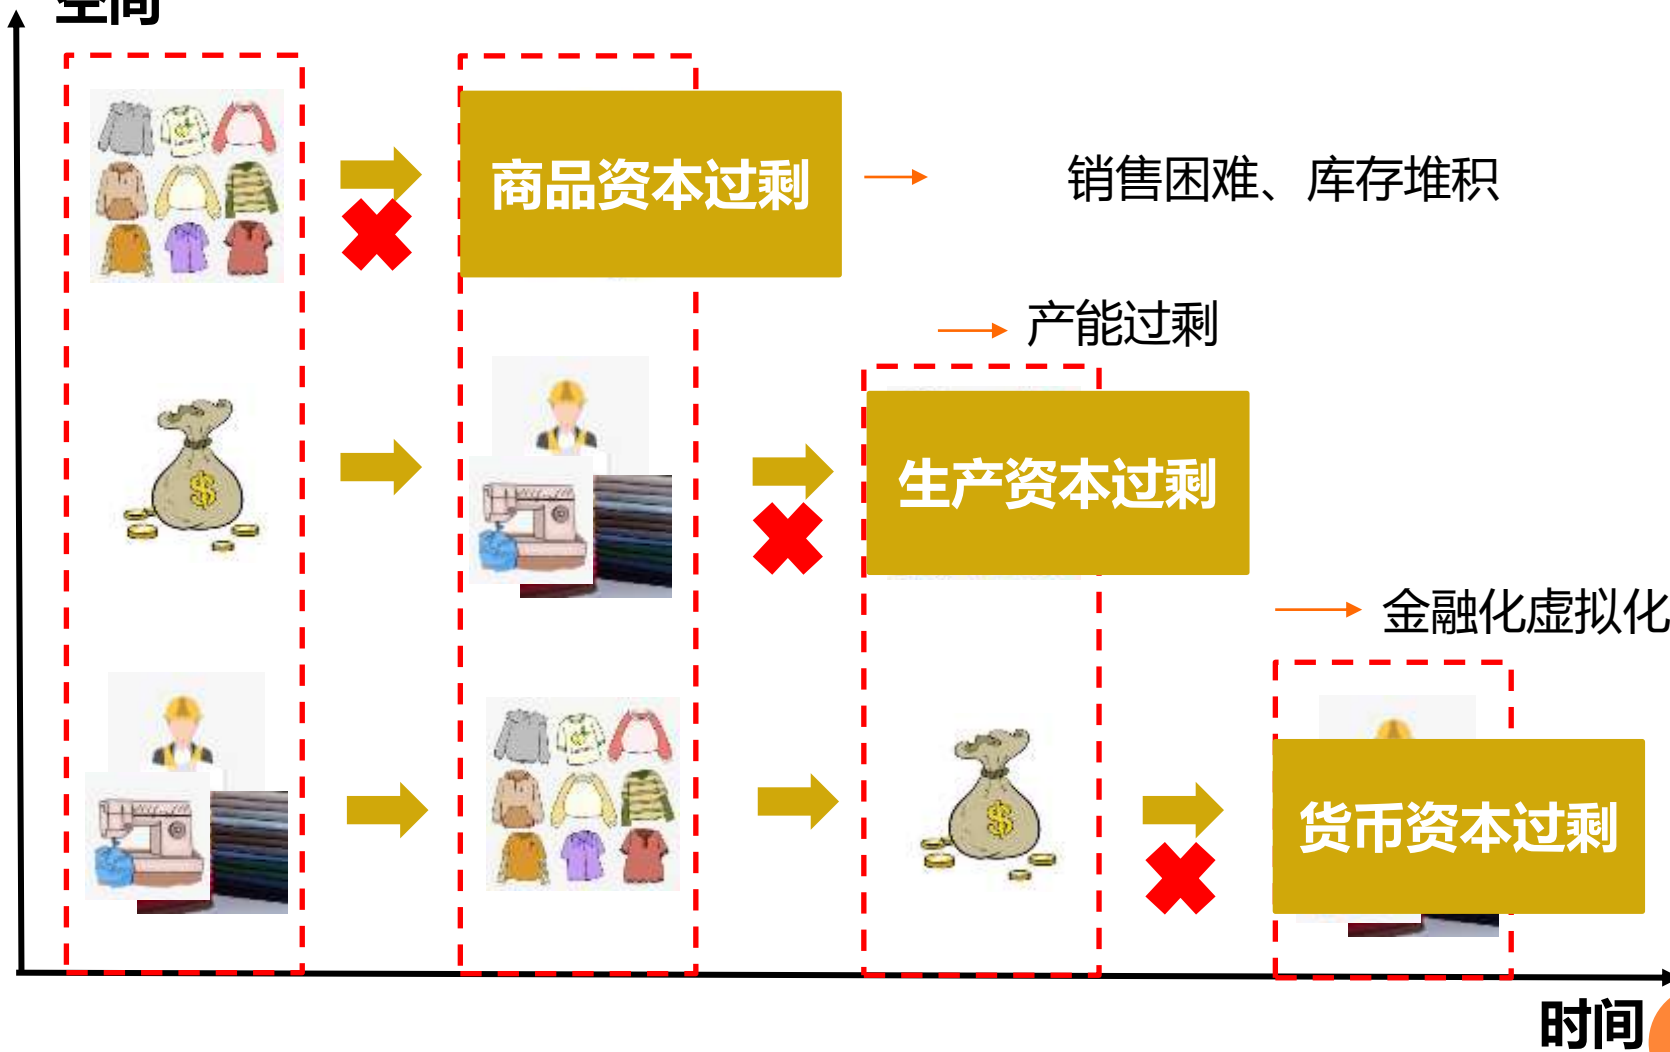 空间
商品资本过剩
销售困难、库存堆积
产能过剩
生产资本过剩
金融化虚拟化
货币资本过剩
时间